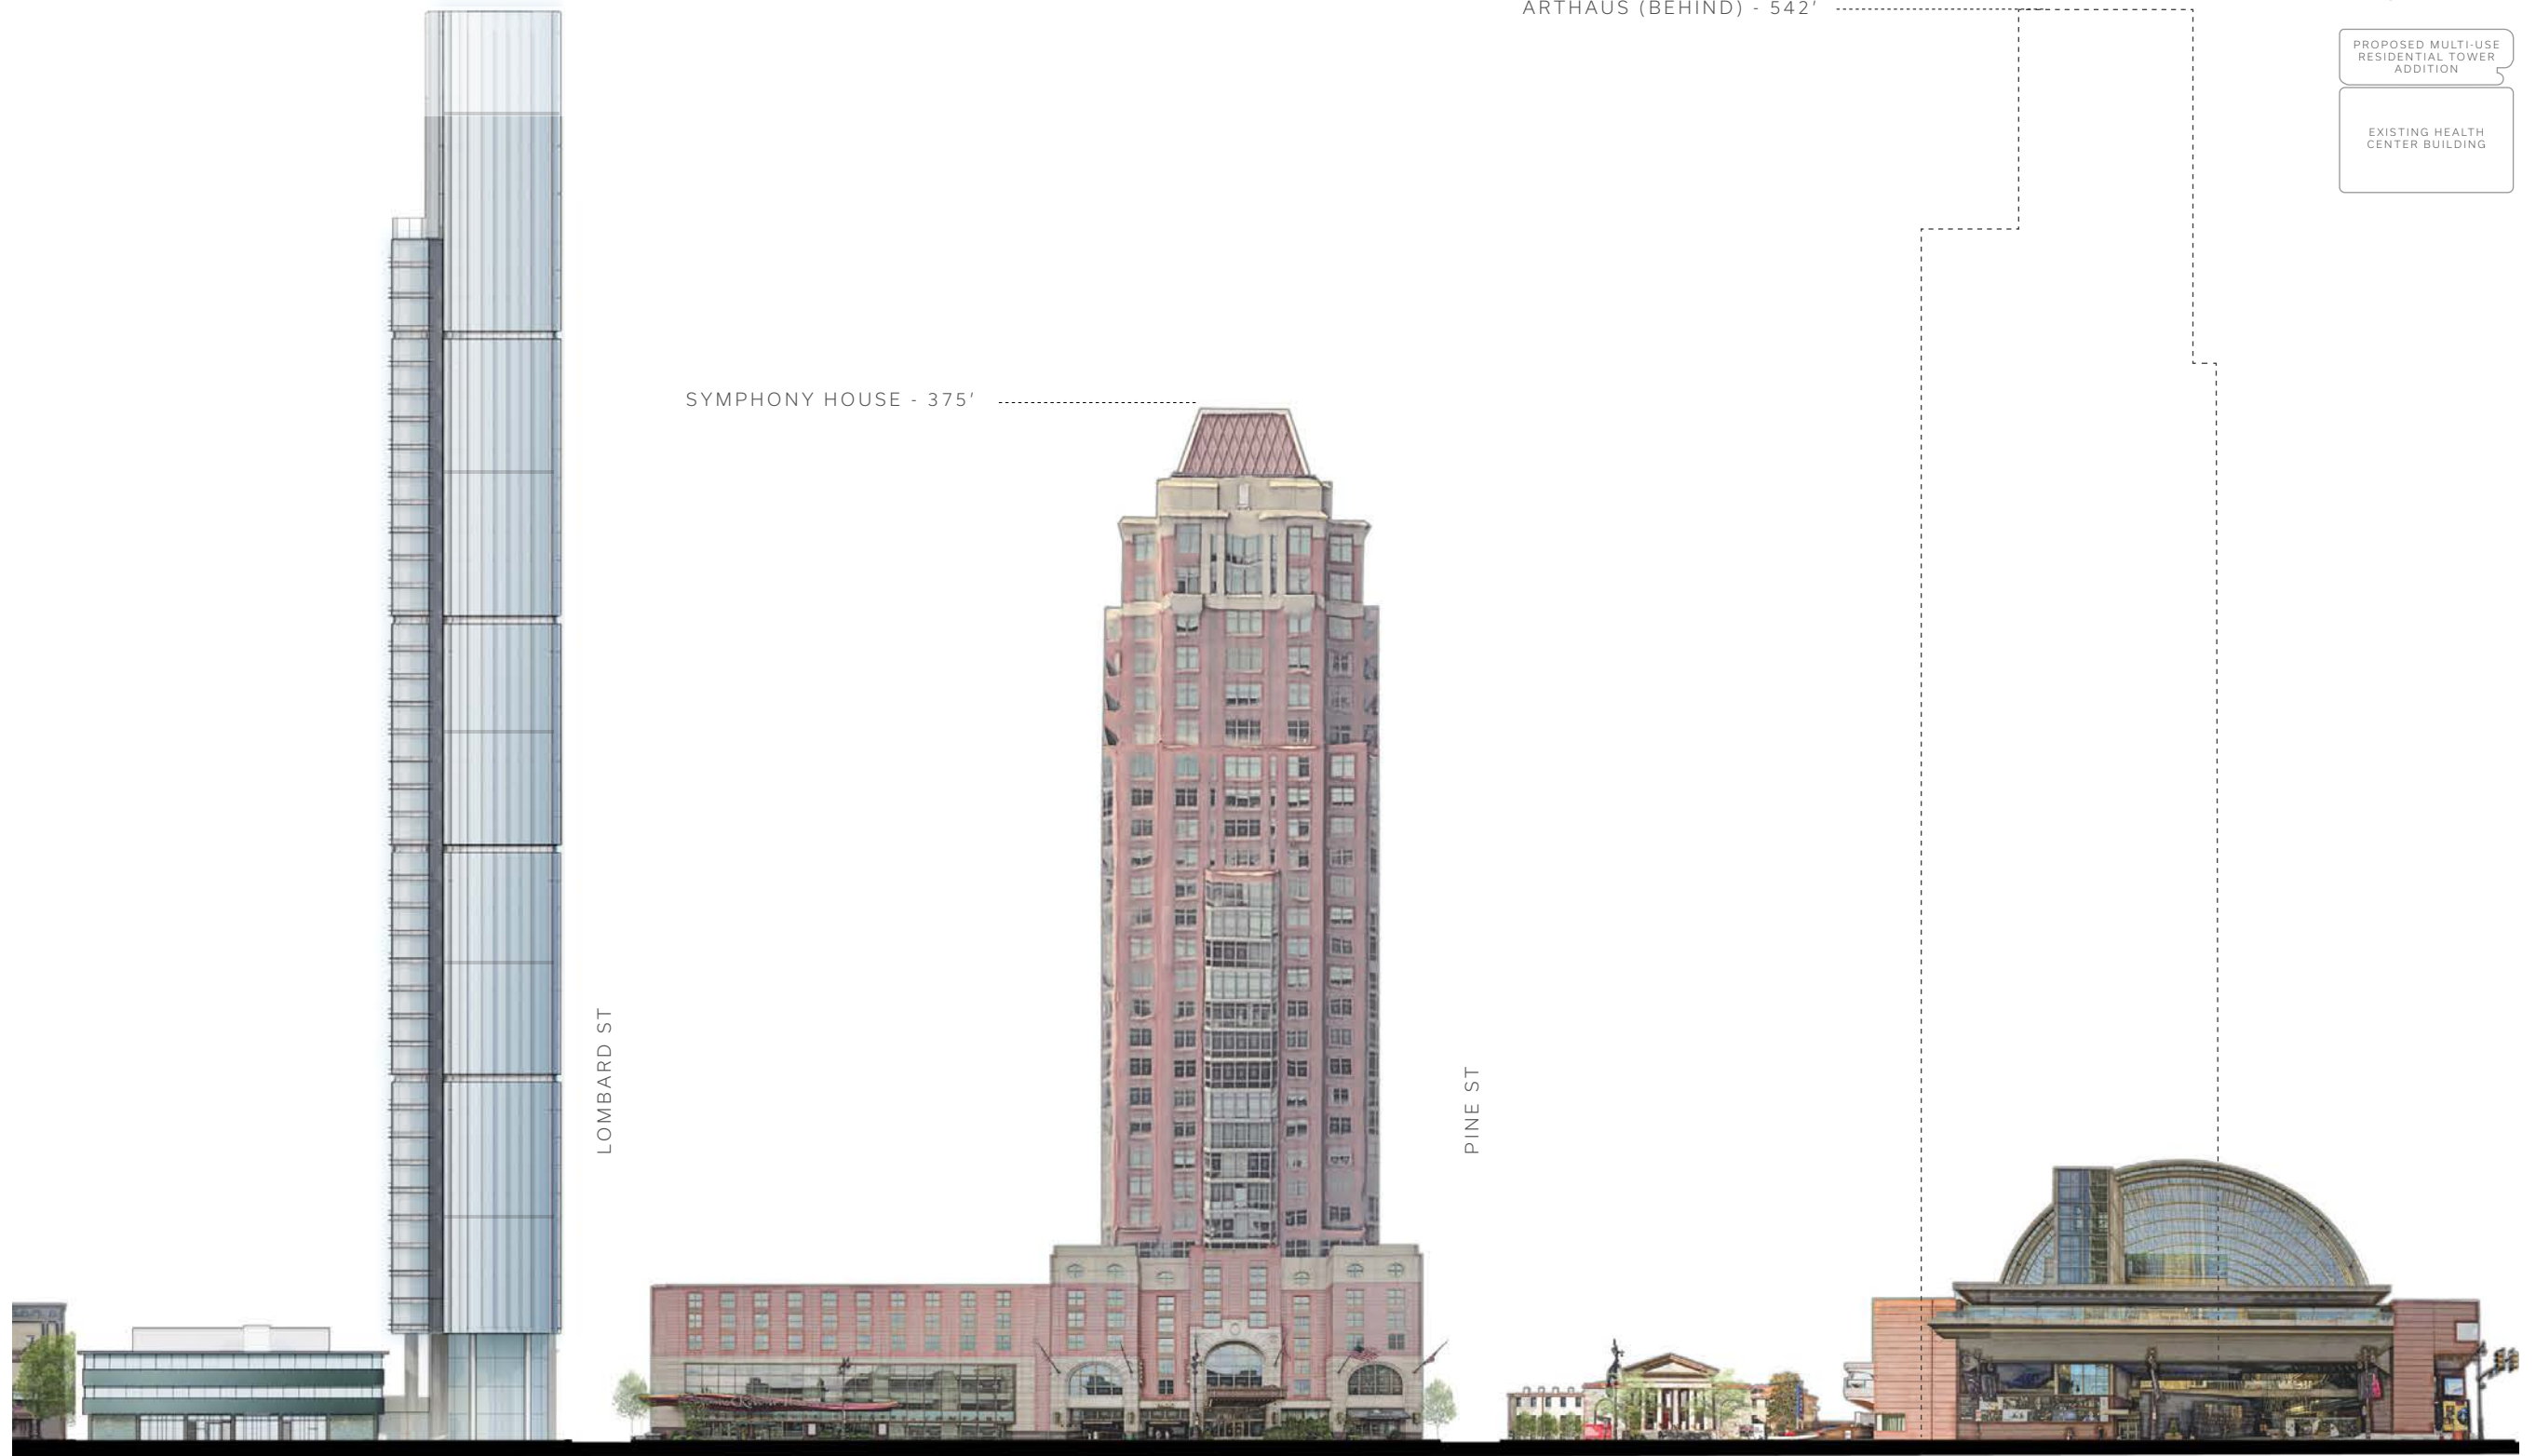 ARTHAUS (BEHIND) - 542'
PROPOSED MULTI-USE
RESIDENTIAL TOWER
ADDITION
EXISTING HEALTH
CENTER BUILDING
SYMPHONY HOUSE - 375'
LOMBARD ST
PINE ST